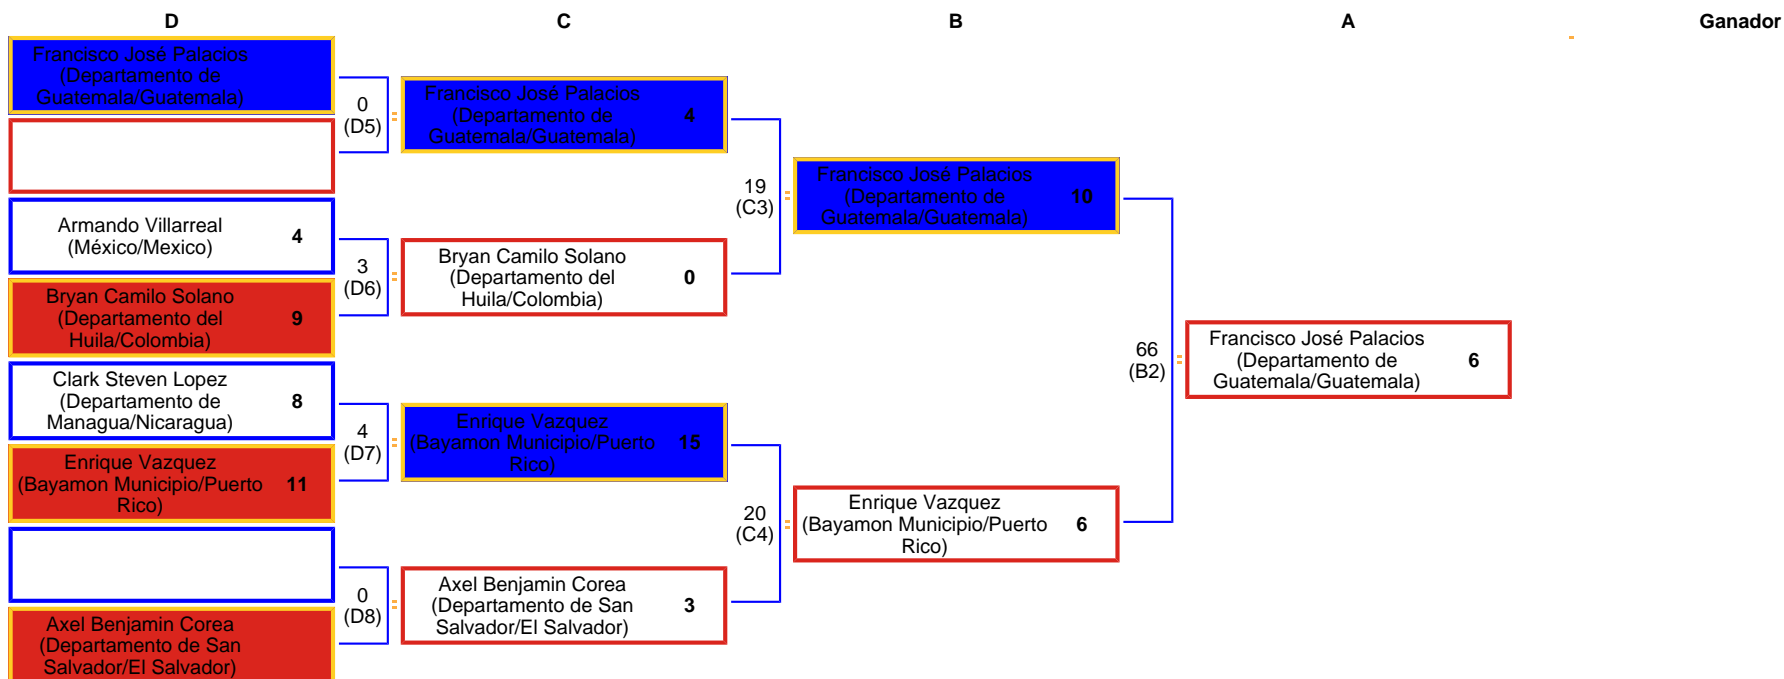 D
C
B
A
Ganador
Francisco José Palacios
(Departamento de
Guatemala/Guatemala)
0
(D5)
Armando Villarreal
(México/Mexico)
4
3
(D6)
Bryan Camilo Solano
(Departamento del
Huila/Colombia)
9
Clark Steven Lopez
(Departamento de
Managua/Nicaragua)
8
4
(D7)
Enrique Vazquez
(Bayamon Municipio/Puerto
Rico)
11
0
(D8)
Axel Benjamin Corea
(Departamento de San
Salvador/El Salvador)
Francisco José Palacios
(Departamento de
Guatemala/Guatemala)
4
19
(C3)
Bryan Camilo Solano
(Departamento del
Huila/Colombia)
0
Enrique Vazquez
(Bayamon Municipio/Puerto
Rico)
15
20
(C4)
Axel Benjamin Corea
(Departamento de San
Salvador/El Salvador)
3
Francisco José Palacios
(Departamento de
Guatemala/Guatemala)
10
66
(B2)
Enrique Vazquez
(Bayamon Municipio/Puerto
Rico)
6
Francisco José Palacios
(Departamento de
Guatemala/Guatemala)
6